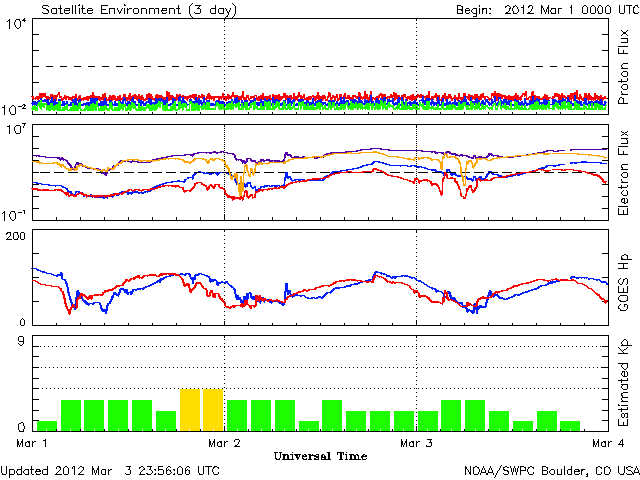 Satellite Environment (3 day)
Begin: 2012 Mar 1 0000 UTC
10^4
10^-2
Proton Flux
10^7
10^-1
Electron Flux
200
0
GOES Hp
9
0
Estimated Kp
Mar 1
Mar 2
Mar 3
Mar 4
Universal Time
Updated 2012 Mar 3 23:56:06 UTC
NOAA/SWPC Boulder, CO USA